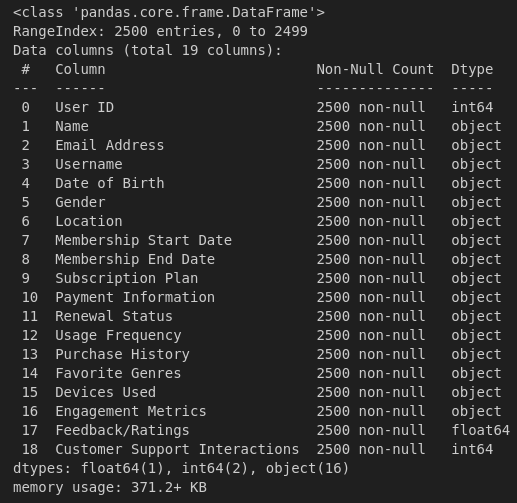 <class 'pandas.core.frame.DataFrame'>
RangeIndex: 2500 entries, 0 to 2499
Data columns (total 19 columns):
 #   Column                         Non-Null Count  Dtype
---  ------                         --------------  -----
 0   User ID                        2500 non-null   int64
 1   Name                           2500 non-null   object
 2   Email Address                  2500 non-null   object
 3   Username                       2500 non-null   object
 4   Date of Birth                  2500 non-null   object
 5   Gender                         2500 non-null   object
 6   Location                       2500 non-null   object
 7   Membership Start Date          2500 non-null   object
 8   Membership End Date            2500 non-null   object
 9   Subscription Plan              2500 non-null   object
 10  Payment Information            2500 non-null   object
 11  Renewal Status                 2500 non-null   object
 12  Usage Frequency                2500 non-null   object
 13  Purchase History               2500 non-null   object
 14  Favorite Genres                2500 non-null   object
 15  Devices Used                   2500 non-null   object
 16  Engagement Metrics             2500 non-null   object
 17  Feedback/Ratings               2500 non-null   float64
 18  Customer Support Interactions  2500 non-null   int64
dtypes: float64(1), int64(2), object(16)
memory usage: 371.2+ KB